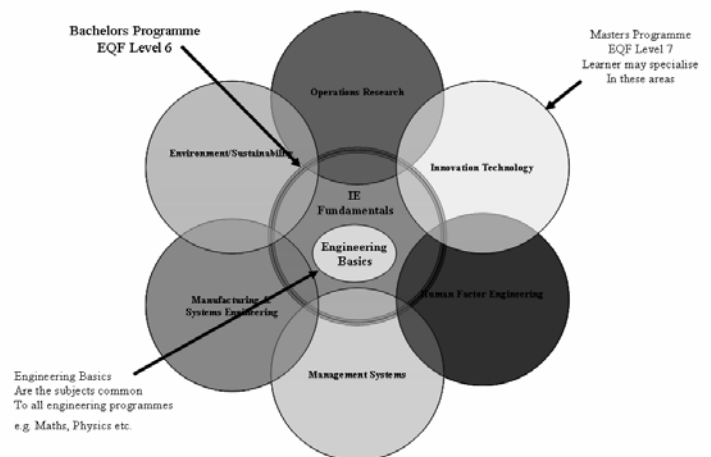 Bachelors Programme
EQF Level 6
Masters Programme
EQF Level 7
Learner may specialise
In these areas
Operations Research
Environment/Sustainability
Innovation Technology
IE
Fundamentals
Engineering
Basics
Manufacturing &
Systems Engineering
Human Factor Engineering
Management Systems
Engineering Basics
Are the subjects common
To all engineering programmes
e.g. Maths, Physics etc.